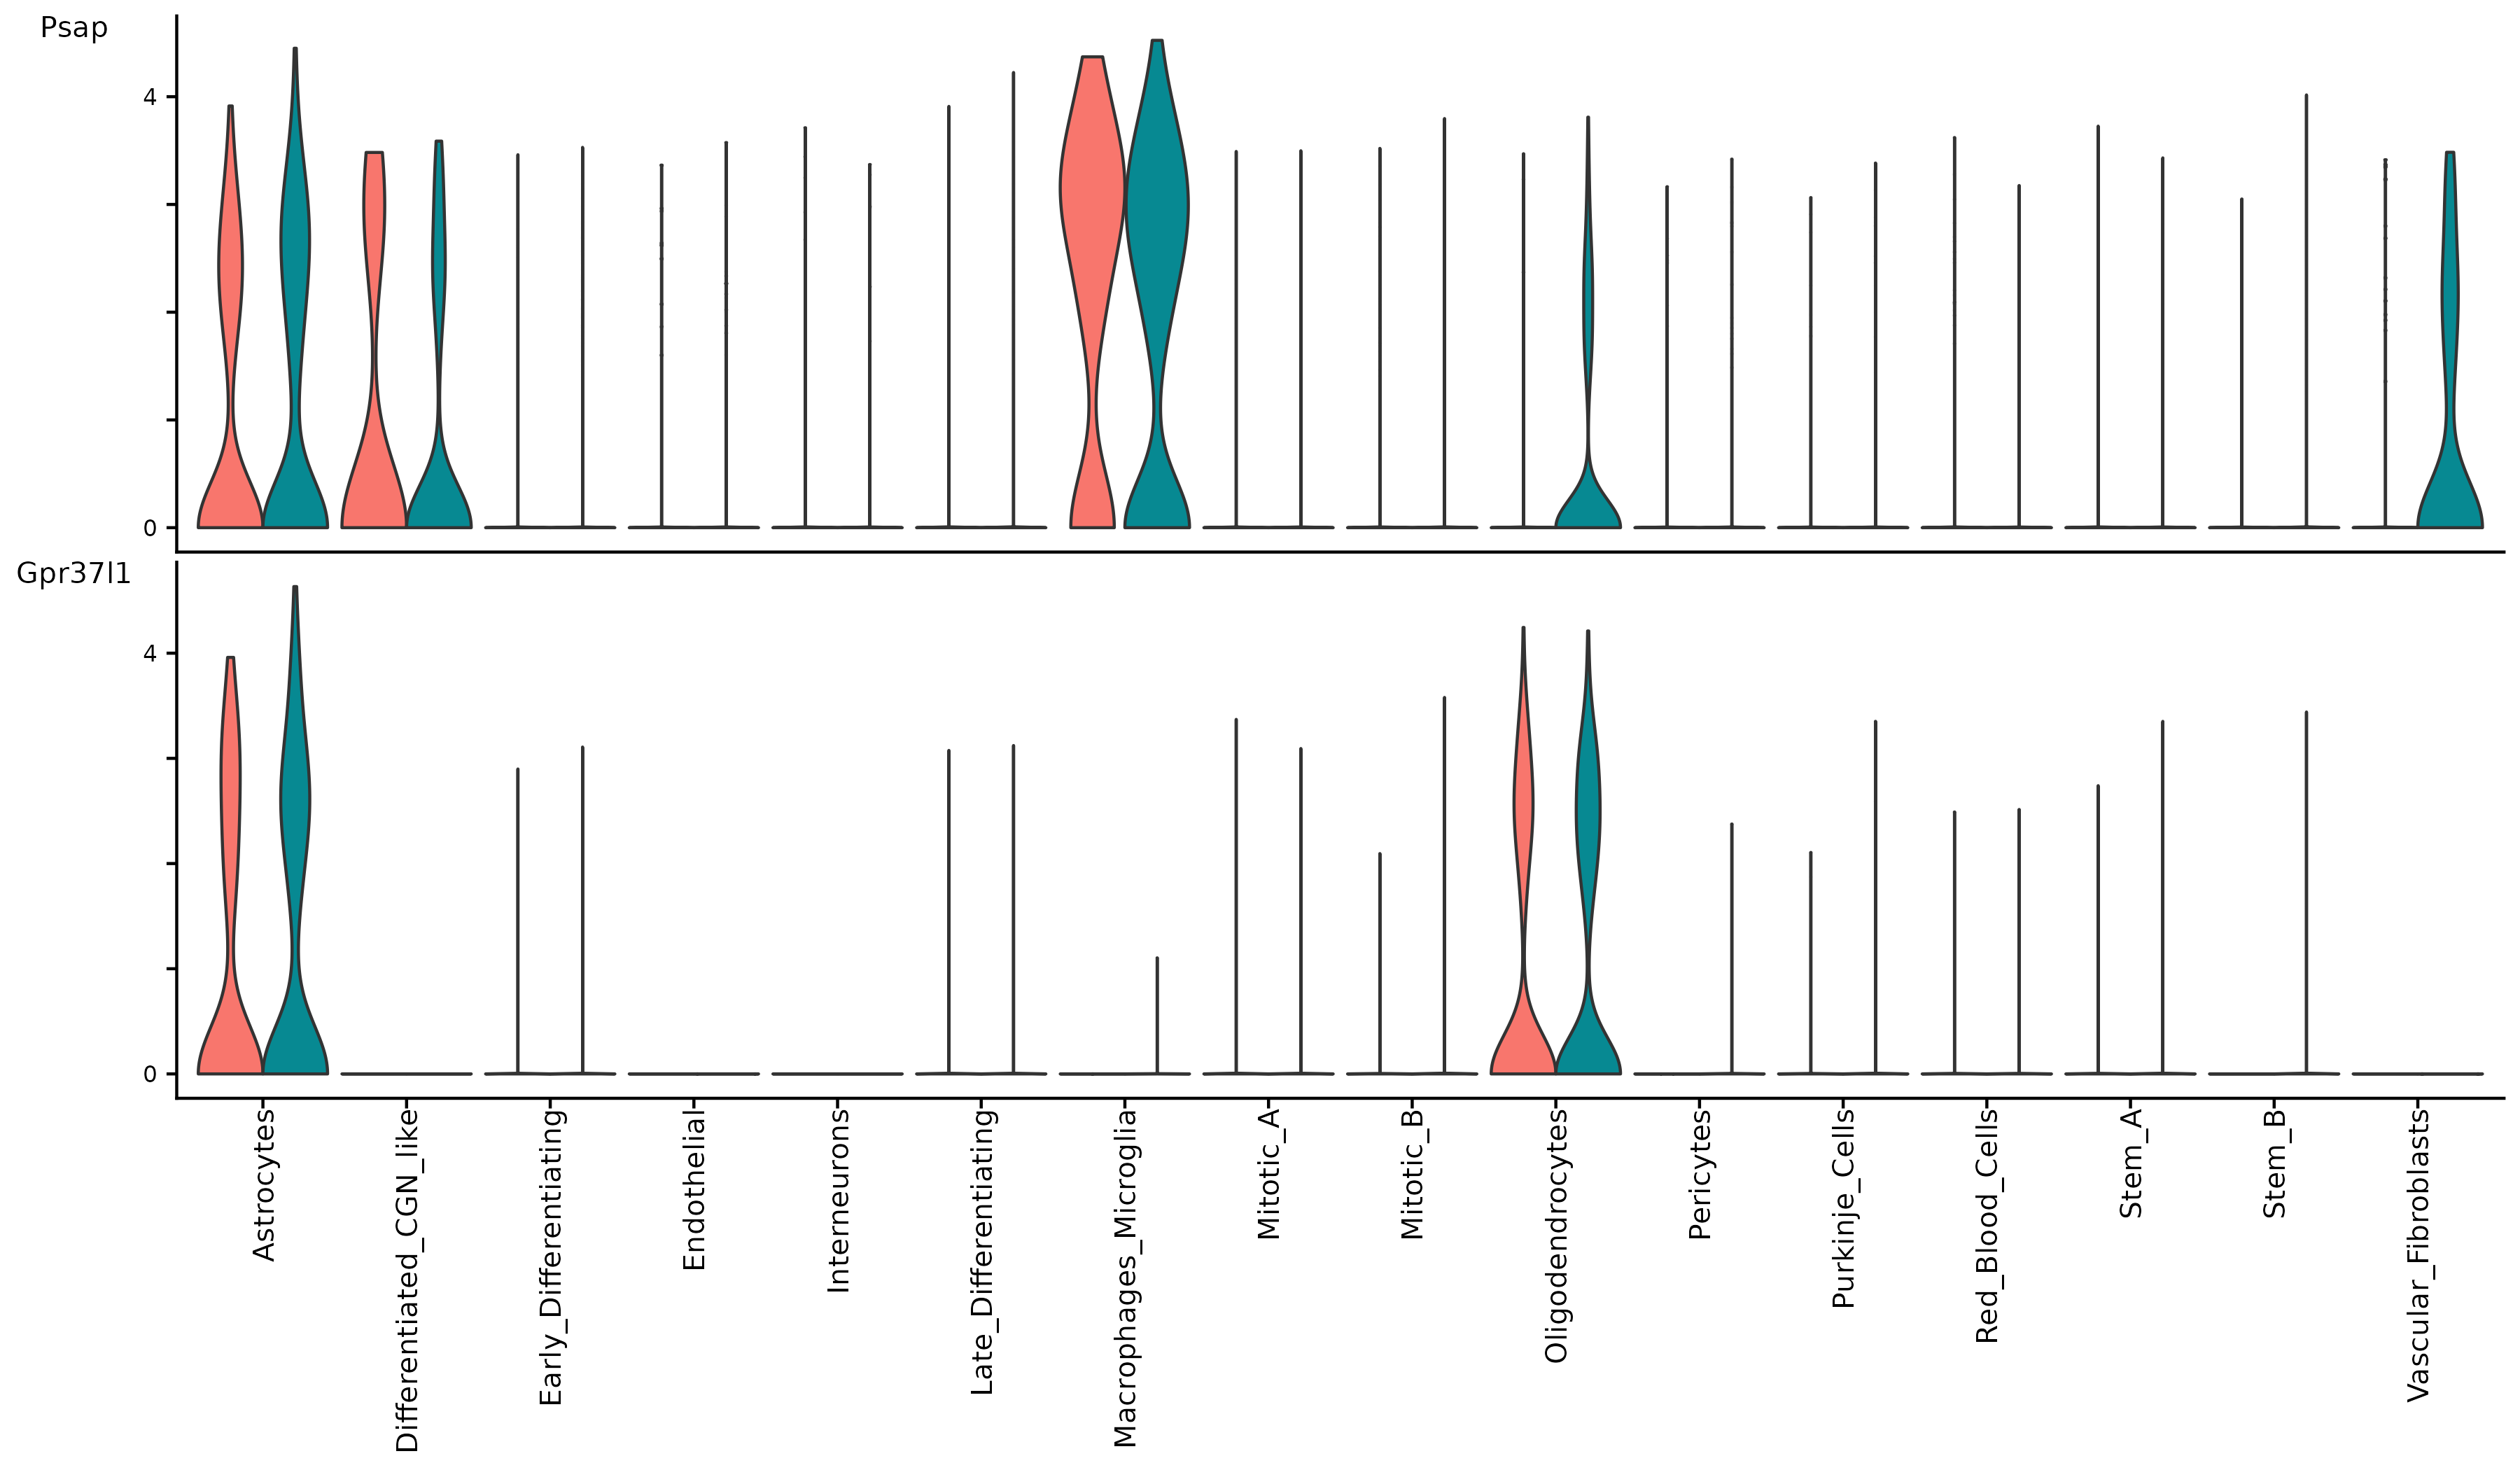 Psap
4
0
Gpr37l1
4
0
Astrocytes
Differentiated_CGN_like
Early_Differentiating
Endothelial
Interneurons
Late_Differentiating
Macrophages_Microglia
Mitotic_A
Mitotic_B
Oligodendrocytes
Pericytes
Purkinje_Cells
Red_Blood_Cells
Stem_A
Stem_B
Vascular_Fibroblasts